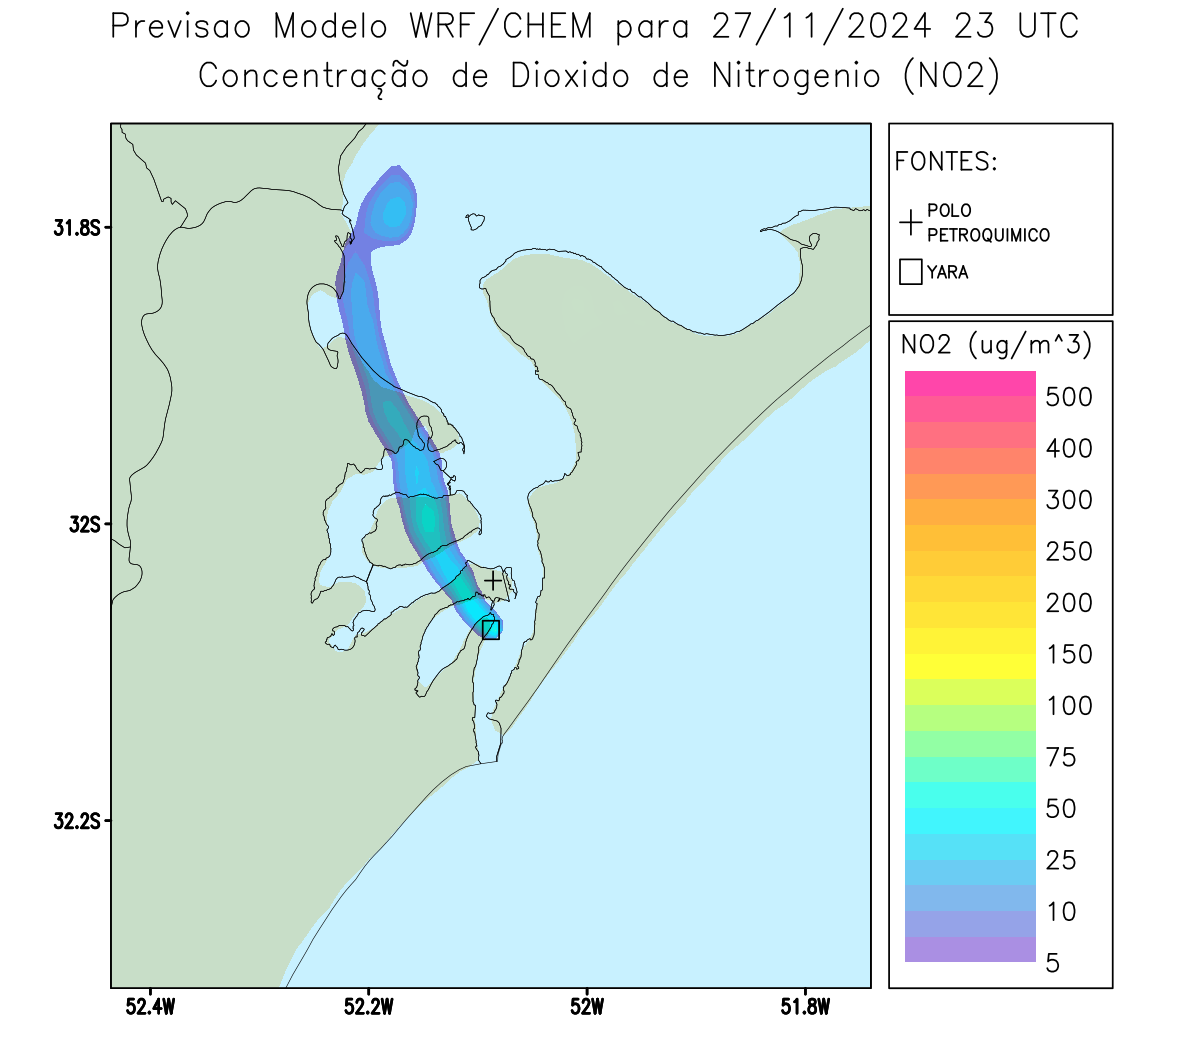 Previsao Modelo WRF/CHEM para 27/11/2024 23 UTC
Concentração de Dioxido de Nitrogenio (NO2)
FONTES:
POLO
PETROQUIMICO
YARA
NO2 (ug/m^3)
500
400
300
250
200
150
100
75
50
25
10
5
31.8S
32S
32.2S
52.4W
52.2W
52W
51.8W